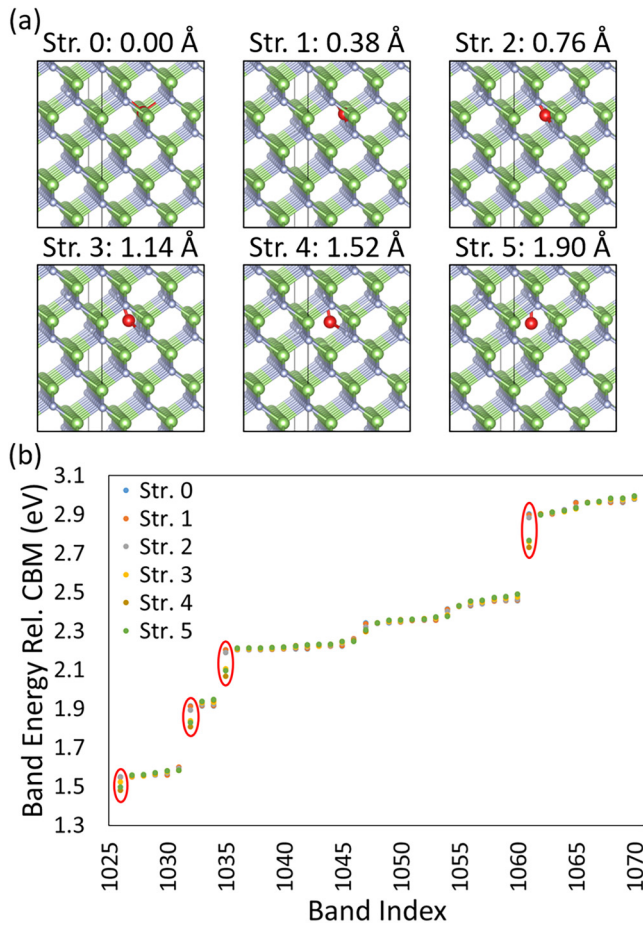 (a)
Str. 0: 0.00 Å Str. 1: 0.38 Å Str. 2: 0.76 Å
Str. 3: 1.14 Å Str. 4: 1.52 Å Str. 5: 1.90 Å
(b)
Band Energy Rel. CBM (eV)
3.1
2.9
2.7
2.5
2.3
2.1
1.9
1.7
1.5
1.3
Str. 0
Str. 1
Str. 2
Str. 3
Str. 4
Str. 5
1025 1030 1035 1040 1045 1050 1055 1060 1065 1070
Band Index